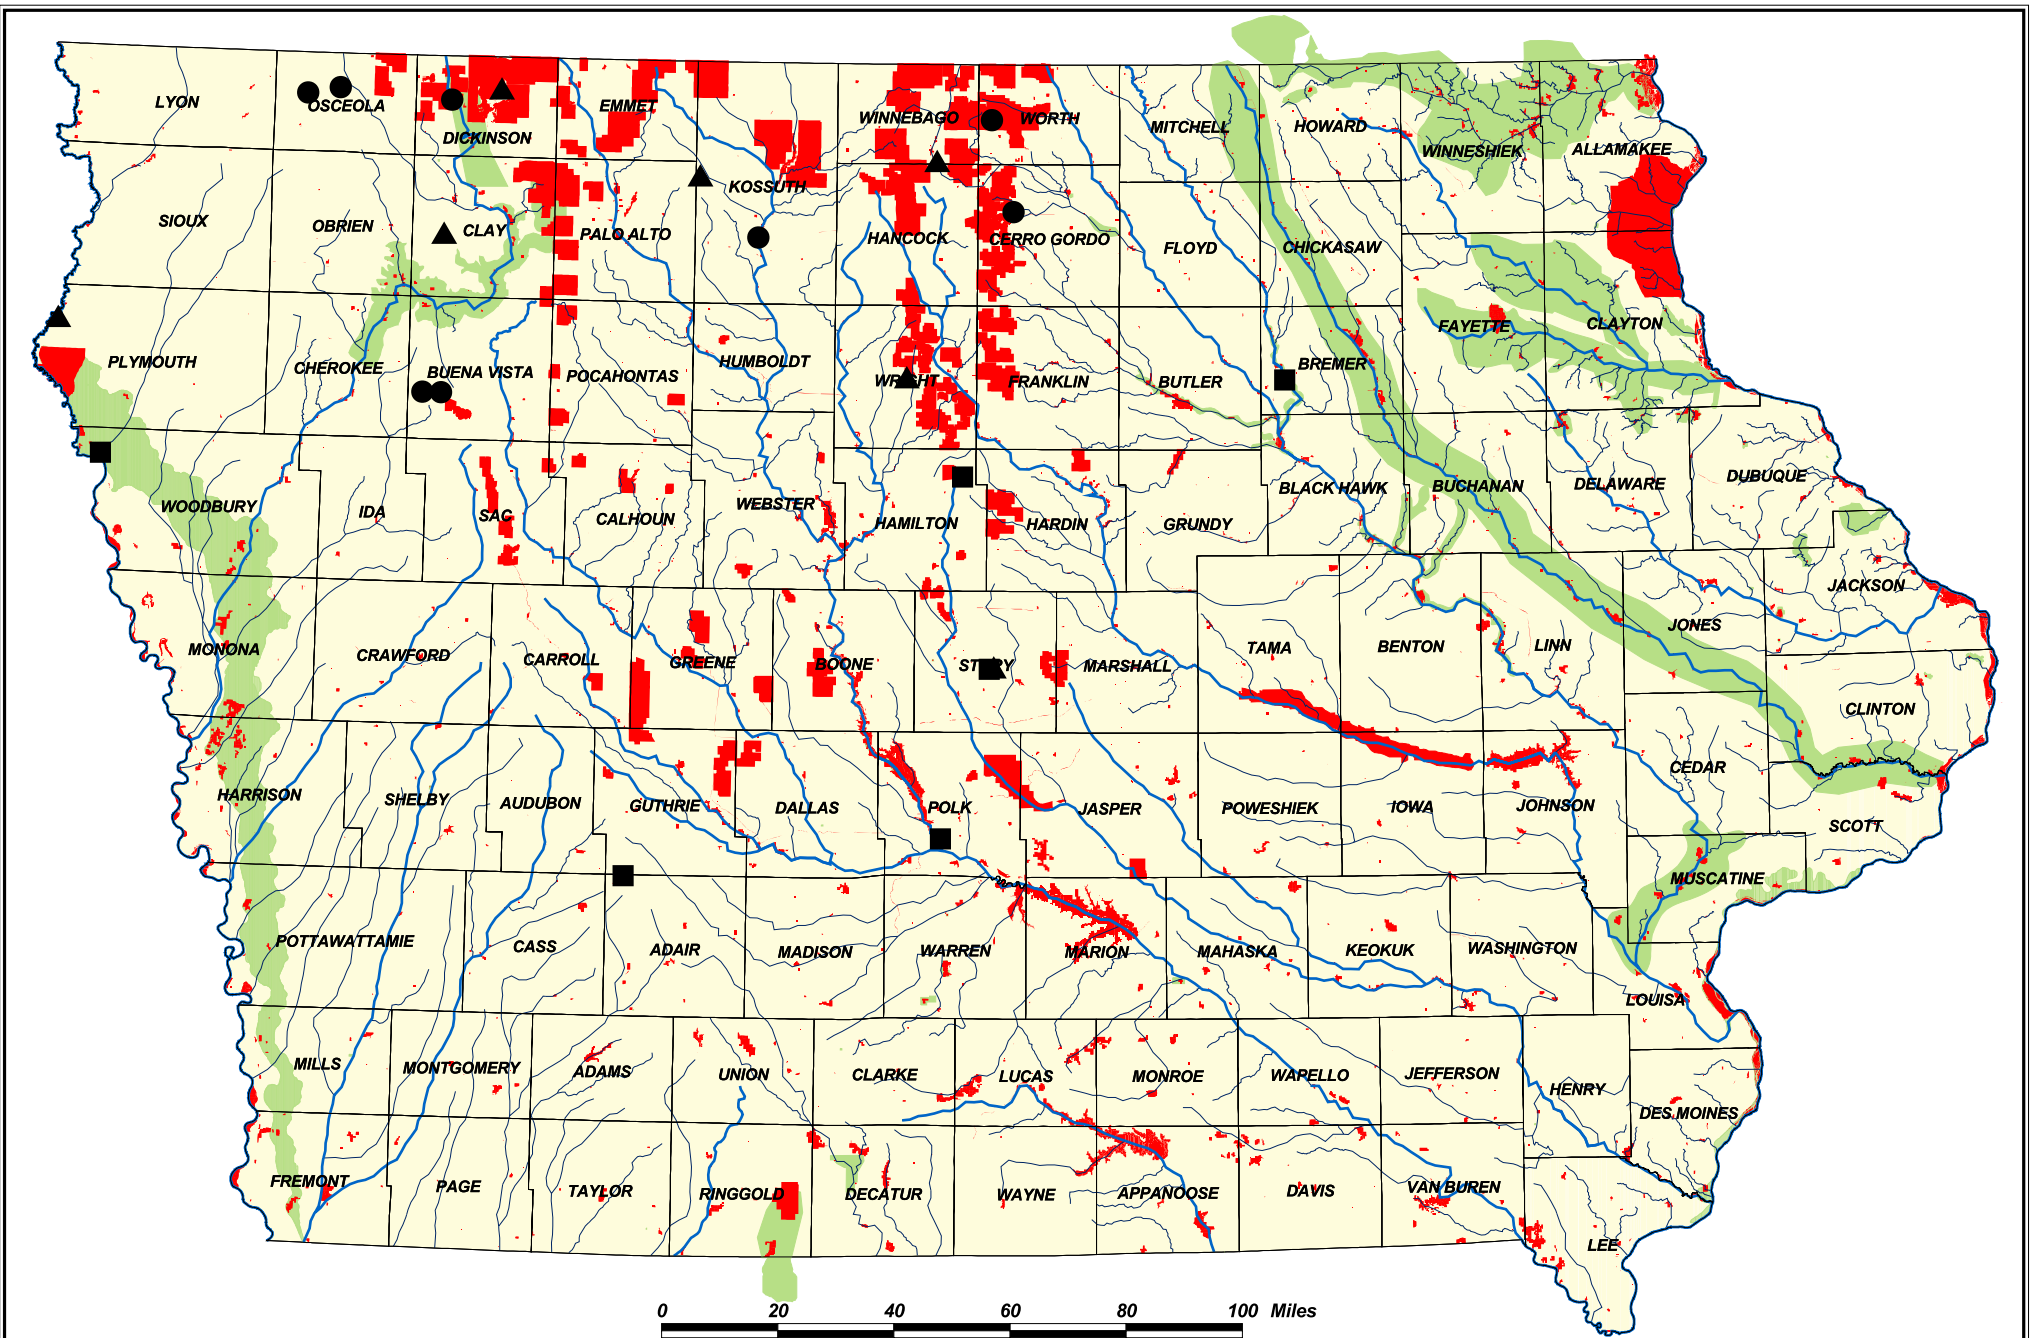 LYON
OSCEOLA
DICKINSON
EMMET
WINNEBAGO
WORTH
MITCHELL
HOWARD
WINNESHIEK
ALLAMAKEE
SIOUX
OBRIEN
CLAY
PALO ALTO
KOSSUTH
HANCOCK
CERRO GORDO
FLOYD
CHICKASAW
PLYMOUTH
CHEROKEE
BUENA VISTA
POCAHONTAS
HUMBOLDT
WRIGHT
FRANKLIN
BUTLER
BREMER
FAYETTE
CLAYTON
WOODBURY
IDA
SAC
CALHOUN
WEBSTER
HAMILTON
HARDIN
GRUNDY
BLACK HAWK
BUCHANAN
DELAWARE
DUBUQUE
MONONA
CRAWFORD
CARROLL
GREENE
BOONE
STORY
MARSHALL
TAMA
BENTON
LINN
JONES
JACKSON
CLINTON
HARRISON
SHELBY
AUDUBON
GUTHRIE
DALLAS
POLK
JASPER
POWESHIEK
IOWA
JOHNSON
CEDAR
SCOTT
MUSCATINE
POTTAWATTAMIE
CASS
ADAIR
MADISON
WARREN
MARION
MAHASKA
KEOKUK
WASHINGTON
LOUISA
MILLS
MONTGOMERY
ADAMS
UNION
CLARKE
LUCAS
MONROE
WAPELLO
JEFFERSON
HENRY
DES MOINES
FREMONT
PAGE
TAYLOR
RINGGOLD
DECATUR
WAYNE
APPANOOSE
DAVIS
VAN BUREN
LEE
0 20 40 60 80 100 Miles